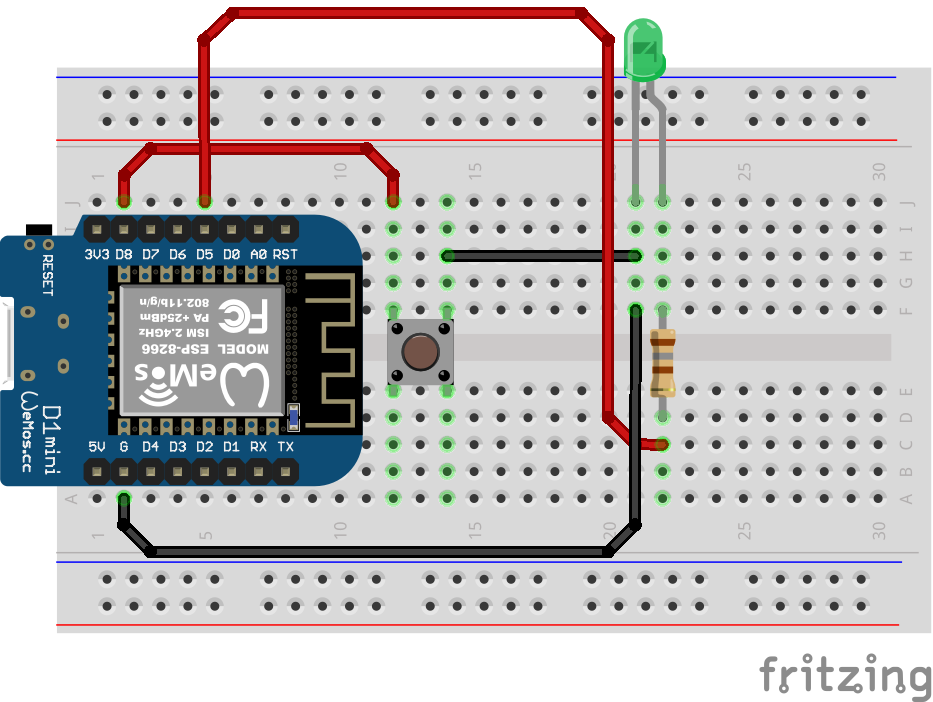 1 5 10 15 20 25 30
J J
I I
H H
G G
F F
3V3 D8 D7 D6 D5 D0 A0 RST
RESET
MODEL ESP-8266
ISM 2.4GHz
PA +25dBm
802.11b/g/n
FC
WeMos
D1 mini
WeMos.cc
5V G D4 D3 D2 D1 RX TX
E
D
C
B
A A
1 5 10 15 20 25 30
fritzing